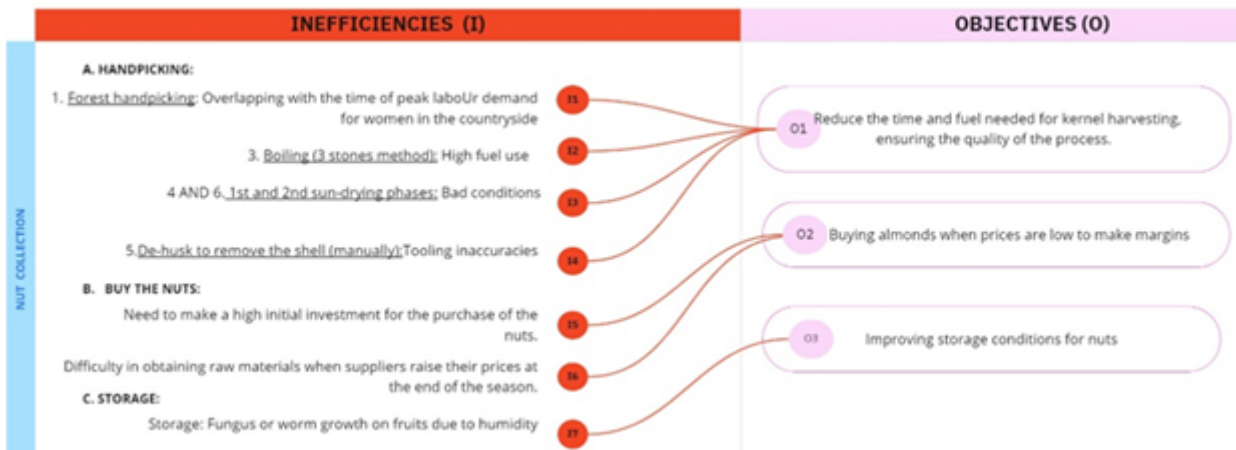 INEFFICIENCIES (I)
OBJECTIVES (O)
NUT COLLECTION
A. HANDPICKING:
1. Forest handpicking: Overlapping with the time of peak laboUr demand
for women in the countryside
I1
3. Boiling (3 stones method): High fuel use
I2
4 AND 6. 1st and 2nd sun-drying phases: Bad conditions
I3
5.De-husk to remove the shell (manually):Tooling inaccuracies
I4
B. BUY THE NUTS:
Need to make a high initial investment for the purchase of the
nuts.
I5
Difficulty in obtaining raw materials when suppliers raise their prices at
the end of the season.
I6
C. STORAGE:
Storage: Fungus or worm growth on fruits due to humidity
I7
O1
Reduce the time and fuel needed for kernel harvesting,
ensuring the quality of the process.
O2
Buying almonds when prices are low to make margins
O3
Improving storage conditions for nuts